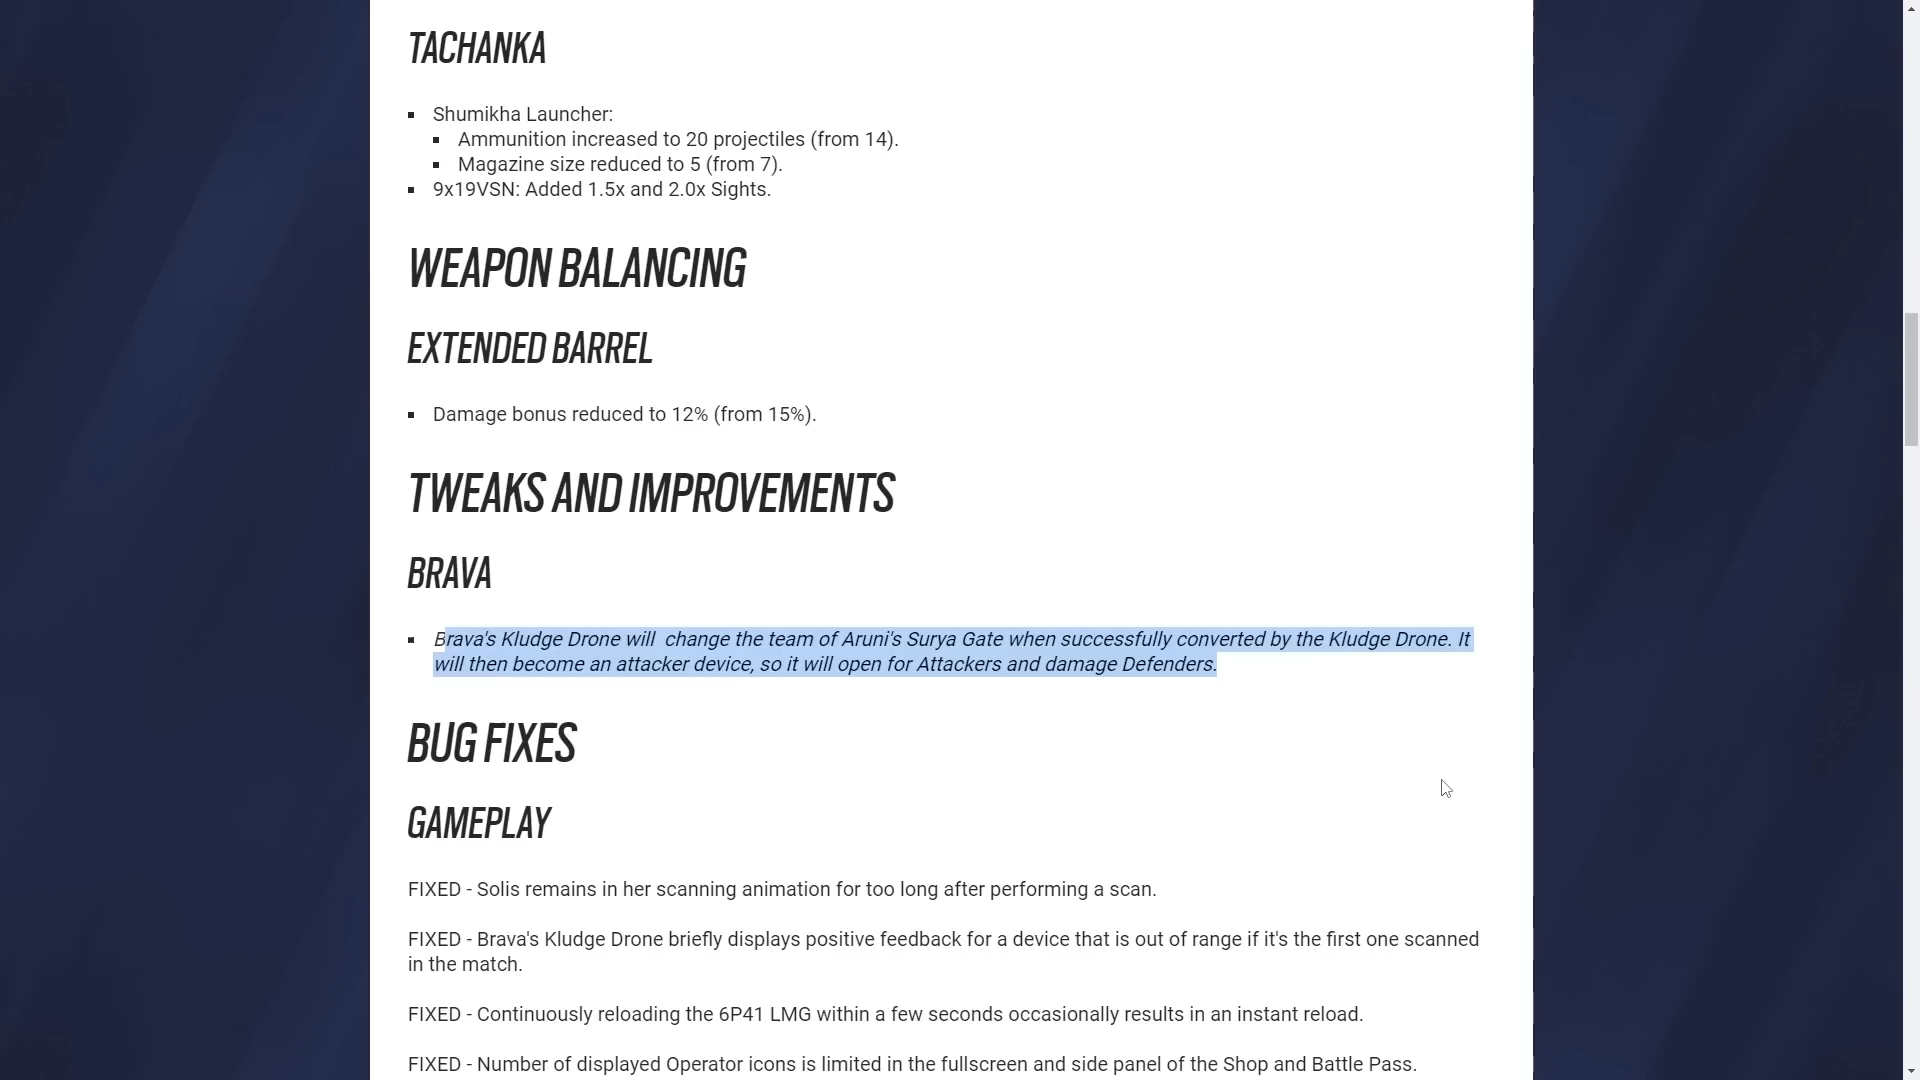 TACHANKA
Shumikha Launcher:
Ammunition increased to 20 projectiles (from 14).
Magazine size reduced to 5 (from 7).
9x19VSN: Added 1.5x and 2.0x Sights.
WEAPON BALANCING
EXTENDED BARREL
Damage bonus reduced to 12% (from 15%).
TWEAKS AND IMPROVEMENTS
BRAVA
Brava's Kludge Drone will  change the team of Aruni's Surya Gate when successfully converted by the Kludge Drone. It
will then become an attacker device, so it will open for Attackers and damage Defenders.
BUG FIXES
GAMEPLAY
FIXED - Solis remains in her scanning animation for too long after performing a scan.
FIXED - Brava's Kludge Drone briefly displays positive feedback for a device that is out of range if it's the first one scanned
in the match.
FIXED - Continuously reloading the 6P41 LMG within a few seconds occasionally results in an instant reload.
FIXED - Number of displayed Operator icons is limited in the fullscreen and side panel of the Shop and Battle Pass.